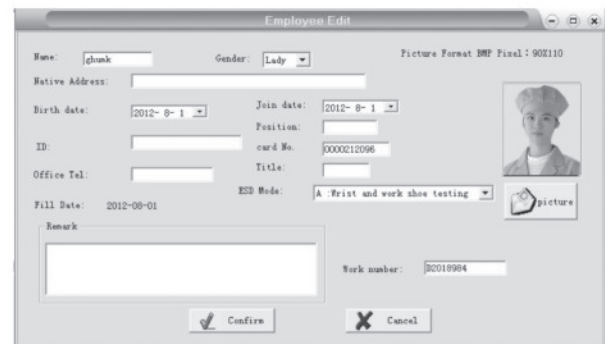 Employee Edit
Name: ghunk Gender: Lady Picture Format BMP Pixel：90X110
Native Address:
Birth date: 2012- 8- 1 Join date: 2012- 8- 1
Position:
ID: card No. 0000212096
Office Tel: Title:
ESD Mode: A :Wrist and work shoe testing picture
Fill Date: 2012-08-01
Remark
Work number: D2018984
Confirm Cancel